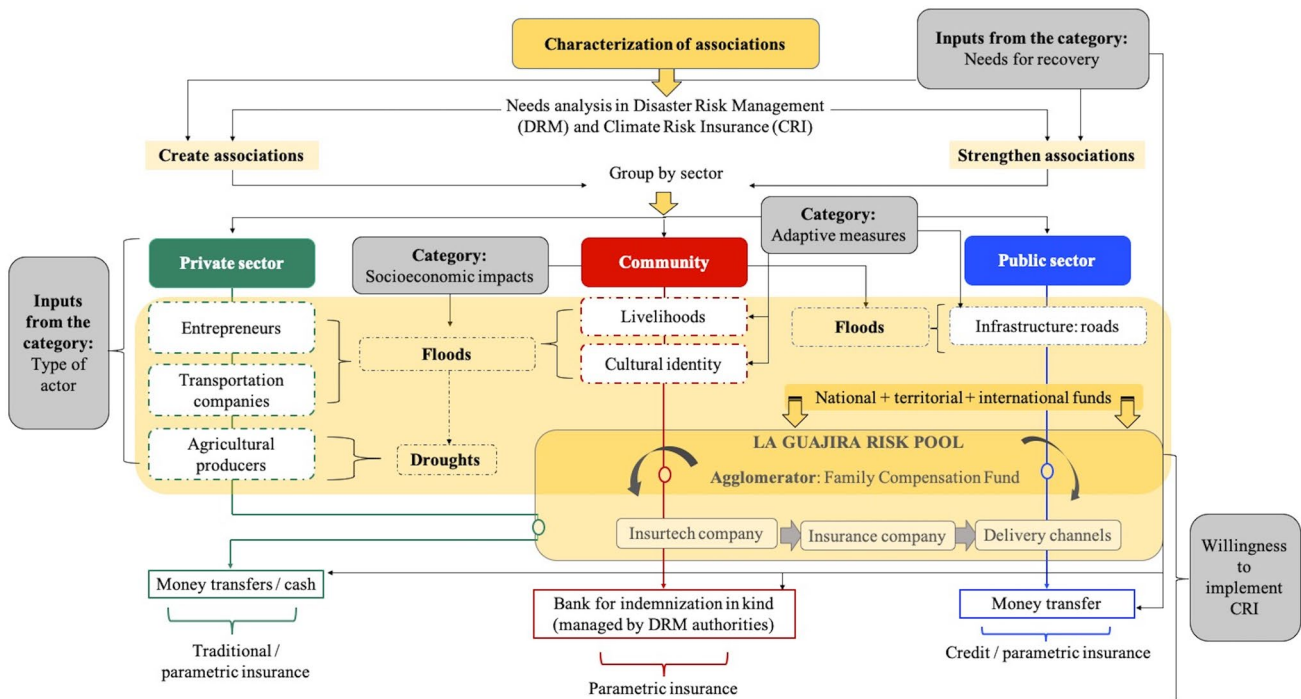 Characterization of associations
Inputs from the category:
Needs for recovery
Needs analysis in Disaster Risk Management
(DRM) and Climate Risk Insurance (CRI)
Create associations
Strengthen associations
Group by sector
Category:
Adaptive measures
Private sector
Category:
Socioeconomic impacts
Community
Public sector
Inputs
from the
category:
Type of
actor
Entrepreneurs
Transportation
companies
Agricultural
producers
Floods
Droughts
Livelihoods
Cultural identity
Floods
Infrastructure: roads
National + territorial + international funds
LA GUAJIRA RISK POOL
Agglomerator: Family Compensation Fund
Insurtech company
Insurance company
Delivery channels
Willingness
to
implement
CRI
Money transfers / cash
Bank for indemnization in kind
(managed by DRM authorities)
Money transfer
Traditional /
parametric insurance
Parametric insurance
Credit / parametric insurance